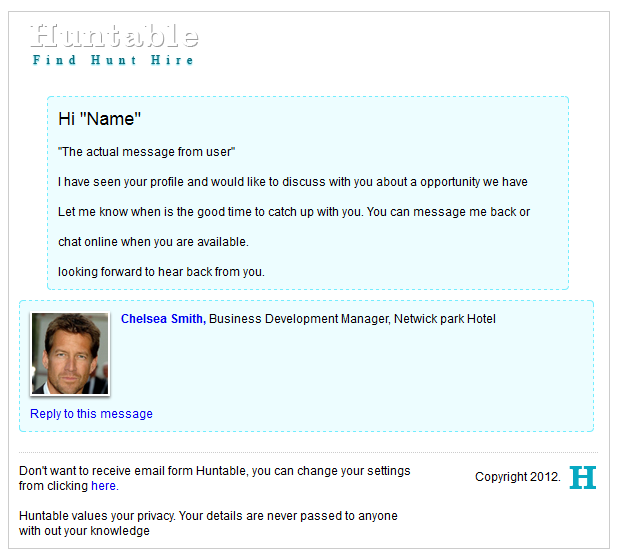 Huntable
Find Hunt Hire
Hi "Name"
"The actual message from user"
I have seen your profile and would like to discuss with you about a opportunity we have
Let me know when is the good time to catch up with you. You can message me back or
chat online when you are available.
looking forward to hear back from you.
Chelsea Smith, Business Development Manager, Netwick park Hotel
Reply to this message
Don't want to receive email form Huntable, you can change your settings
from clicking here.
Copyright 2012. H
Huntable values your privacy. Your details are never passed to anyone
with out your knowledge